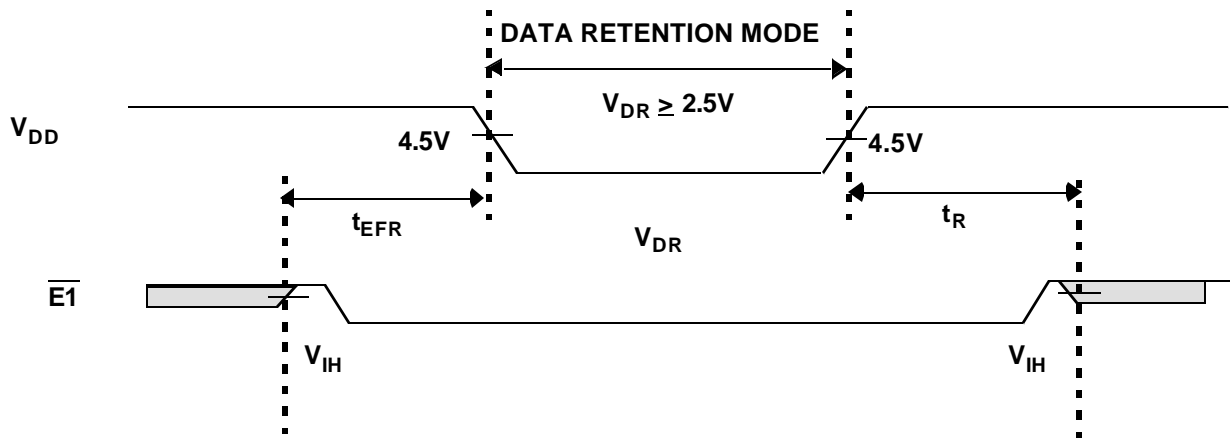 DATA RETENTION MODE
V_DR ≥ 2.5V
V_DD
4.5V
4.5V
t_EFR
t_R
V_DR
E1̅
V_IH
V_IH